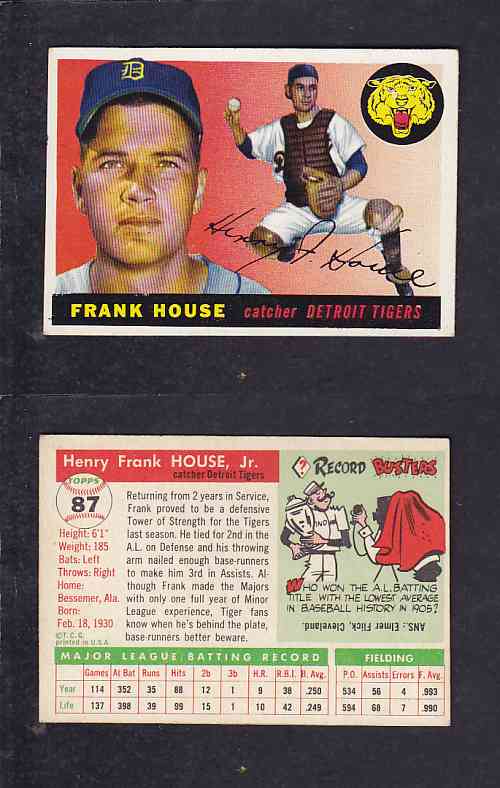 D
Henry F. House
FRANK HOUSE catcher DETROIT TIGERS
Henry Frank HOUSE, Jr.
catcher Detroit Tigers
TOPPS
87
Height: 6'1"
Weight: 185
Bats: Left
Throws: Right
Home:
Bessemer, Ala.
Born:
Feb. 18, 1930
©T. C. G.
printed in U.S.A.
Returning from 2 years in Service,
Frank proved to be a defensive
Tower of Strength for the Tigers
last season. He tied for 2nd in the
A.L. on Defense and his throwing
arm nailed enough base-runners
to make him 3rd in Assists. Al-
though Frank made the Majors
with only one full year of Minor
League experience, Tiger fans
know when he's behind the plate,
base-runners better beware.
? RECORD BUSTERS
INDN
WHO WON THE A.L. BATTING
TITLE WITH THE LOWEST AVERAGE
IN BASEBALL HISTORY IN 1905?
ANS: Elmer Flick, Cleveland.
MAJOR LEAGUE BATTING RECORD FIELDING
Games At Bat Runs Hits 2b 3b H.R. R.B.I. B. Avg. P.O. Assists Errors F. Avg.
Year 114 352 35 88 12 1 9 38 .250 534 56 4 .993
Life 137 398 39 99 15 1 10 42 .249 594 68 7 .990